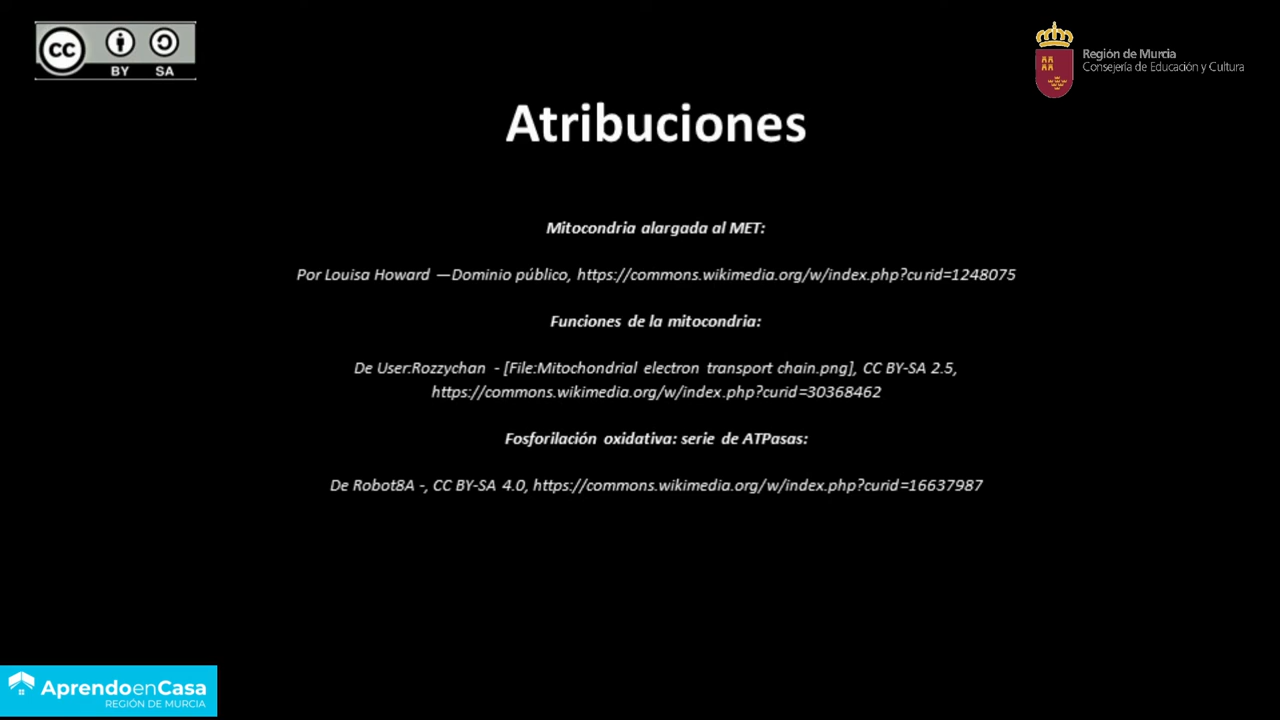 CC BY SA
Región de Murcia
Consejería de Educación y Cultura
Atribuciones
Mitocondria alargada al MET:
Por Louisa Howard —Dominio público, https://commons.wikimedia.org/w/index.php?curid=1248075
Funciones de la mitocondria:
De User:Rozzychan - [File:Mitochondrial electron transport chain.png], CC BY-SA 2.5,
https://commons.wikimedia.org/w/index.php?curid=30368462
Fosforilación oxidativa: serie de ATPasas:
De Robot8A -, CC BY-SA 4.0, https://commons.wikimedia.org/w/index.php?curid=16637987
AprendoenCasa
REGIÓN DE MURCIA